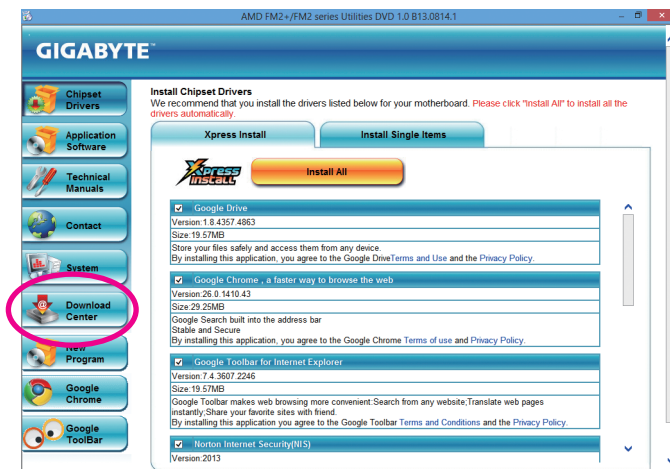 AMD FM2+/FM2 series Utilities DVD 1.0 B13.0814.1
GIGABYTE™
Chipset
Drivers
Application
Software
Technical
Manuals
Contact
System
Download
Center
New
Program
Google
Chrome
Google
ToolBar
Install Chipset Drivers
We recommend that you install the drivers listed below for your motherboard. Please click "Install All" to install all the
drivers automatically.
Xpress Install
Install Single Items
Xpress
Install
Install All
Google Drive
Version:1.8.4357.4863
Size:19.57MB
Store your files safely and access them from any device.
By installing this application, you agree to the Google DriveTerms and Use and the Privacy Policy.
Google Chrome , a faster way to browse the web
Version:26.0.1410.43
Size:29.25MB
Google Search built into the address bar
Stable and Secure
By installing this application, you agree to the Google Chrome Terms of use and Privacy Policy.
Google Toolbar for Internet Explorer
Version:7.4.3607.2246
Size:19.57MB
Google Toolbar makes web browsing more convenient:Search from any website;Translate web pages
instantly;Share your favorite sites with friend.
By installing this application you agree to the Google Toolbar Terms and Conditions and the Privacy Policy.
Norton Internet Security(NIS)
Version:2013